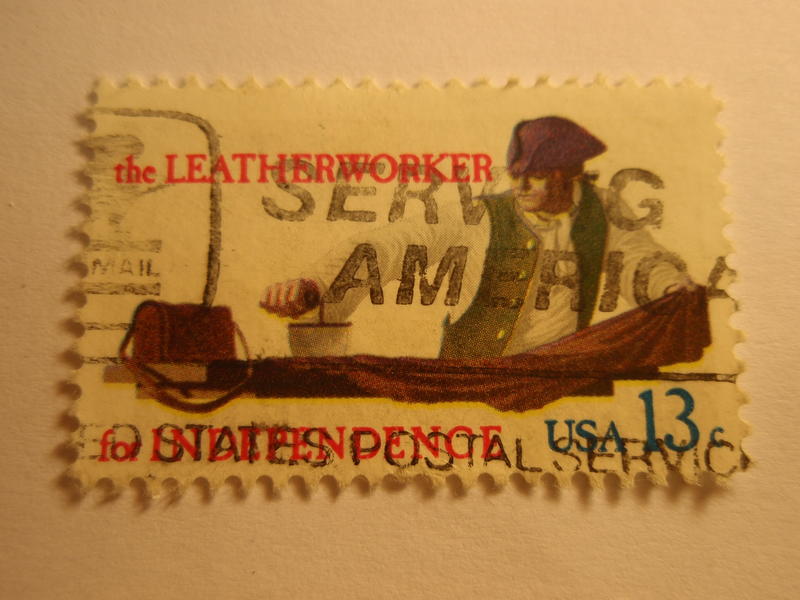 the LEATHERWORKER
SERVING
AMERICA
MAIL
for INDEPENDENCE
USA 13c
ED STATES POSTAL SERVIC